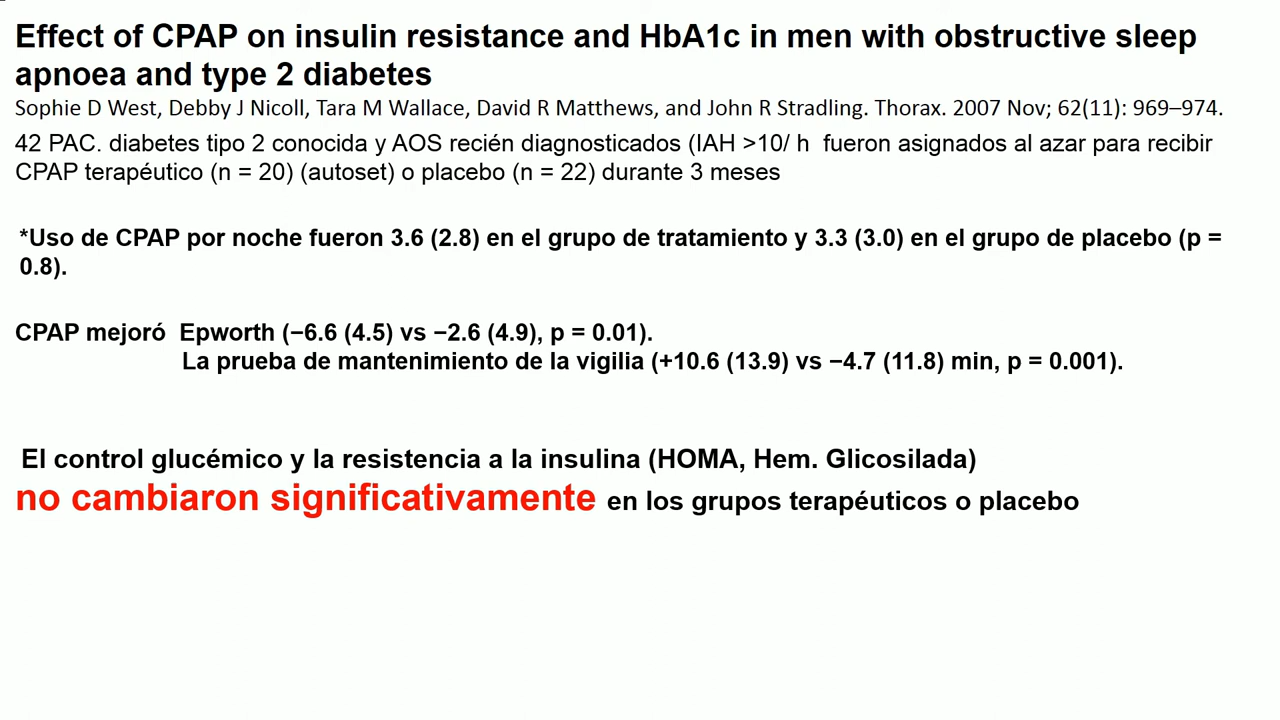 Effect of CPAP on insulin resistance and HbA1c in men with obstructive sleep
apnoea and type 2 diabetes
Sophie D West, Debby J Nicoll, Tara M Wallace, David R Matthews, and John R Stradling. Thorax. 2007 Nov; 62(11): 969–974.
42 PAC. diabetes tipo 2 conocida y AOS recién diagnosticados (IAH >10/ h fueron asignados al azar para recibir
CPAP terapéutico (n = 20) (autoset) o placebo (n = 22) durante 3 meses
*Uso de CPAP por noche fueron 3.6 (2.8) en el grupo de tratamiento y 3.3 (3.0) en el grupo de placebo (p =
0.8).
CPAP mejoró Epworth (−6.6 (4.5) vs −2.6 (4.9), p = 0.01).
La prueba de mantenimiento de la vigilia (+10.6 (13.9) vs −4.7 (11.8) min, p = 0.001).
El control glucémico y la resistencia a la insulina (HOMA, Hem. Glicosilada)
no cambiaron significativamente en los grupos terapéuticos o placebo